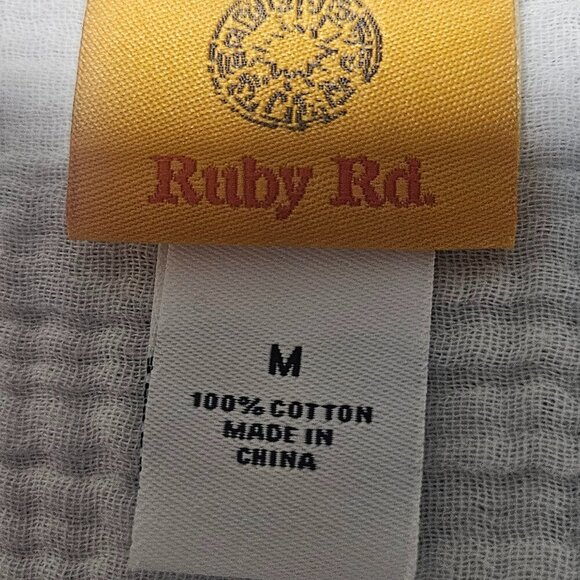 Ruby Rd.
M
100% COTTON
MADE IN
CHINA